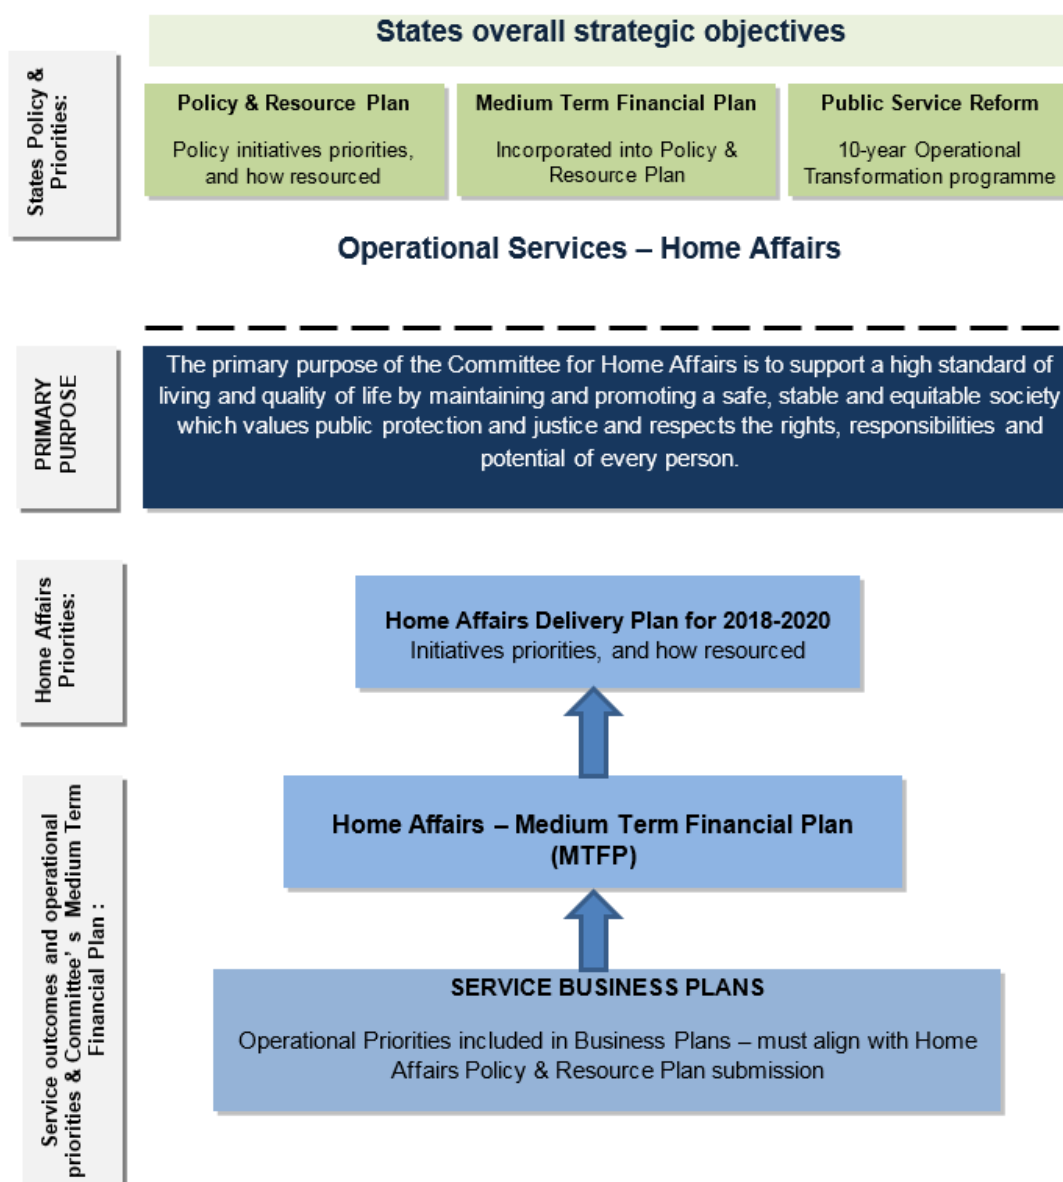 States overall strategic objectives
States Policy &
Priorities:
Policy & Resource Plan
Policy initiatives priorities,
and how resourced
Medium Term Financial Plan
Incorporated into Policy &
Resource Plan
Public Service Reform
10-year Operational
Transformation programme
Operational Services – Home Affairs
PRIMARY
PURPOSE
The primary purpose of the Committee for Home Affairs is to support a high standard of
living and quality of life by maintaining and promoting a safe, stable and equitable society
which values public protection and justice and respects the rights, responsibilities and
potential of every person.
Home Affairs
Priorities:
Home Affairs Delivery Plan for 2018-2020
Initiatives priorities, and how resourced
Service outcomes and operational
priorities & Committee' s Medium Term
Financial Plan :
Home Affairs – Medium Term Financial Plan
(MTFP)
SERVICE BUSINESS PLANS
Operational Priorities included in Business Plans – must align with Home
Affairs Policy & Resource Plan submission